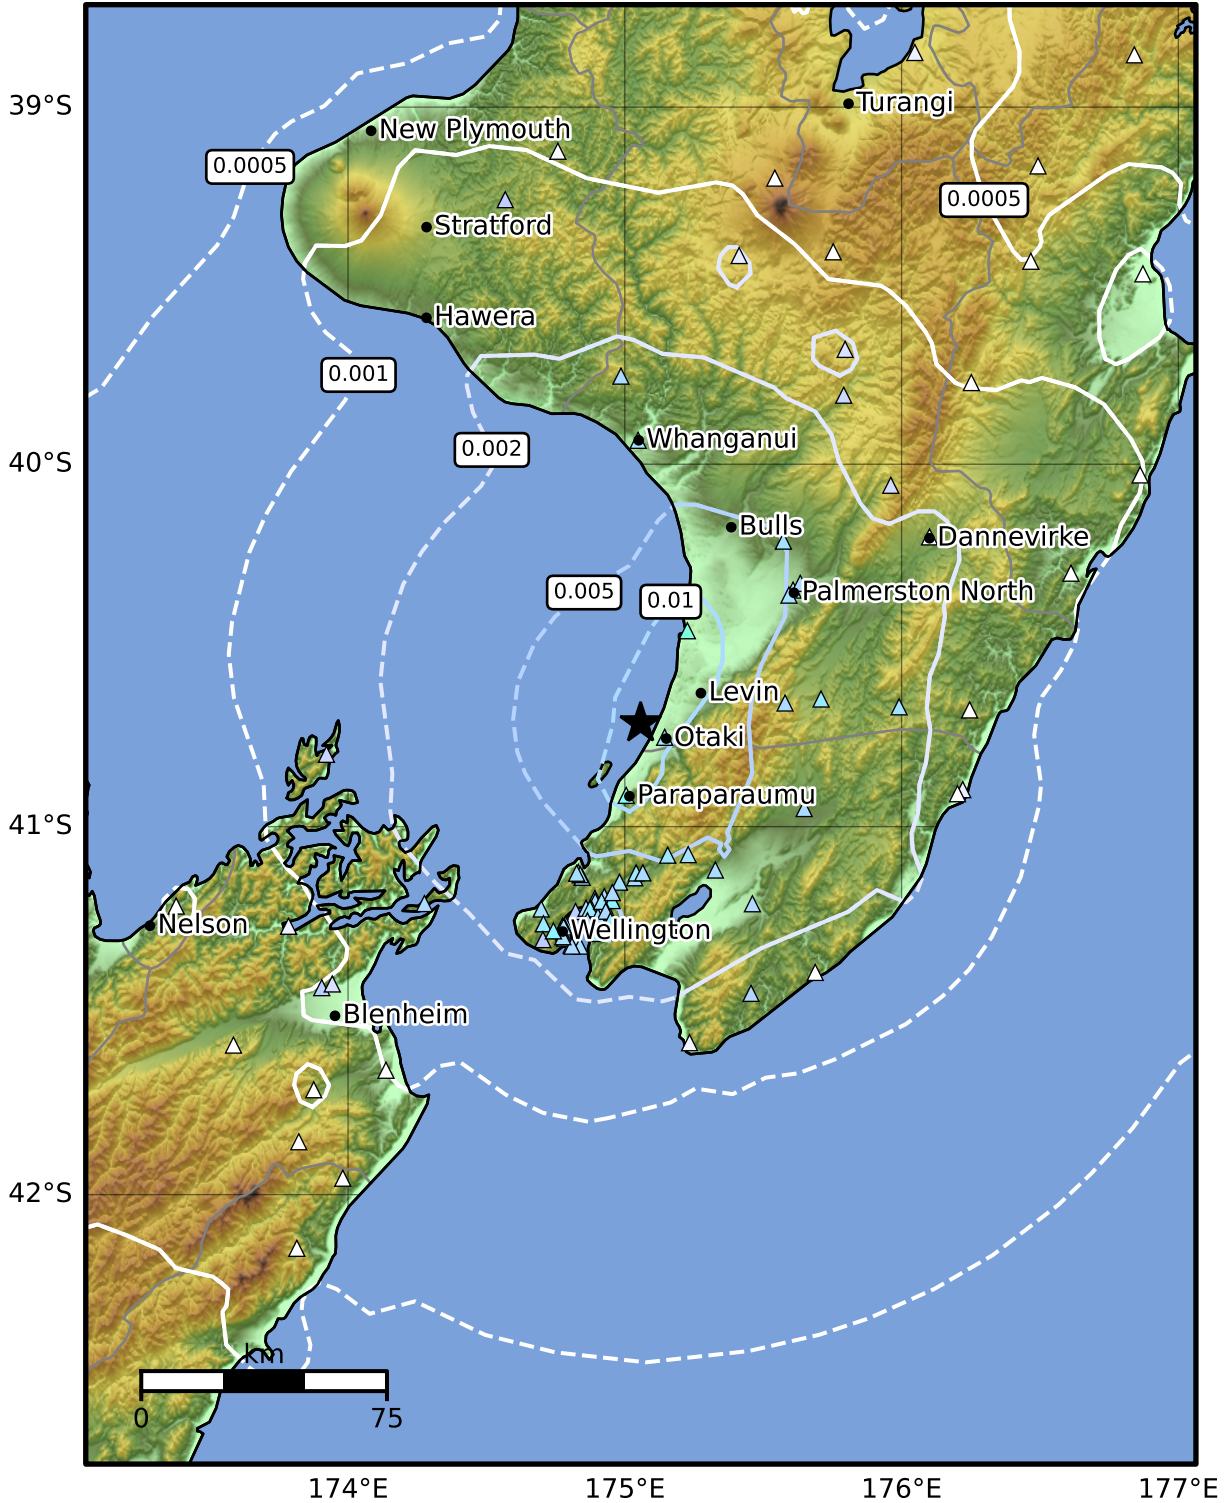 39°S
Turangi
New Plymouth
0.0005
0.0005
Stratford
Hawera
0.001
Whanganui
0.002
40°S
Bulls
Dannevirke
0.005
0.01
Palmerston North
Levin
Otaki
Paraparaumu
41°S
Nelson
Wellington
Blenheim
42°S
km
0
75
174°E
175°E
176°E
177°E